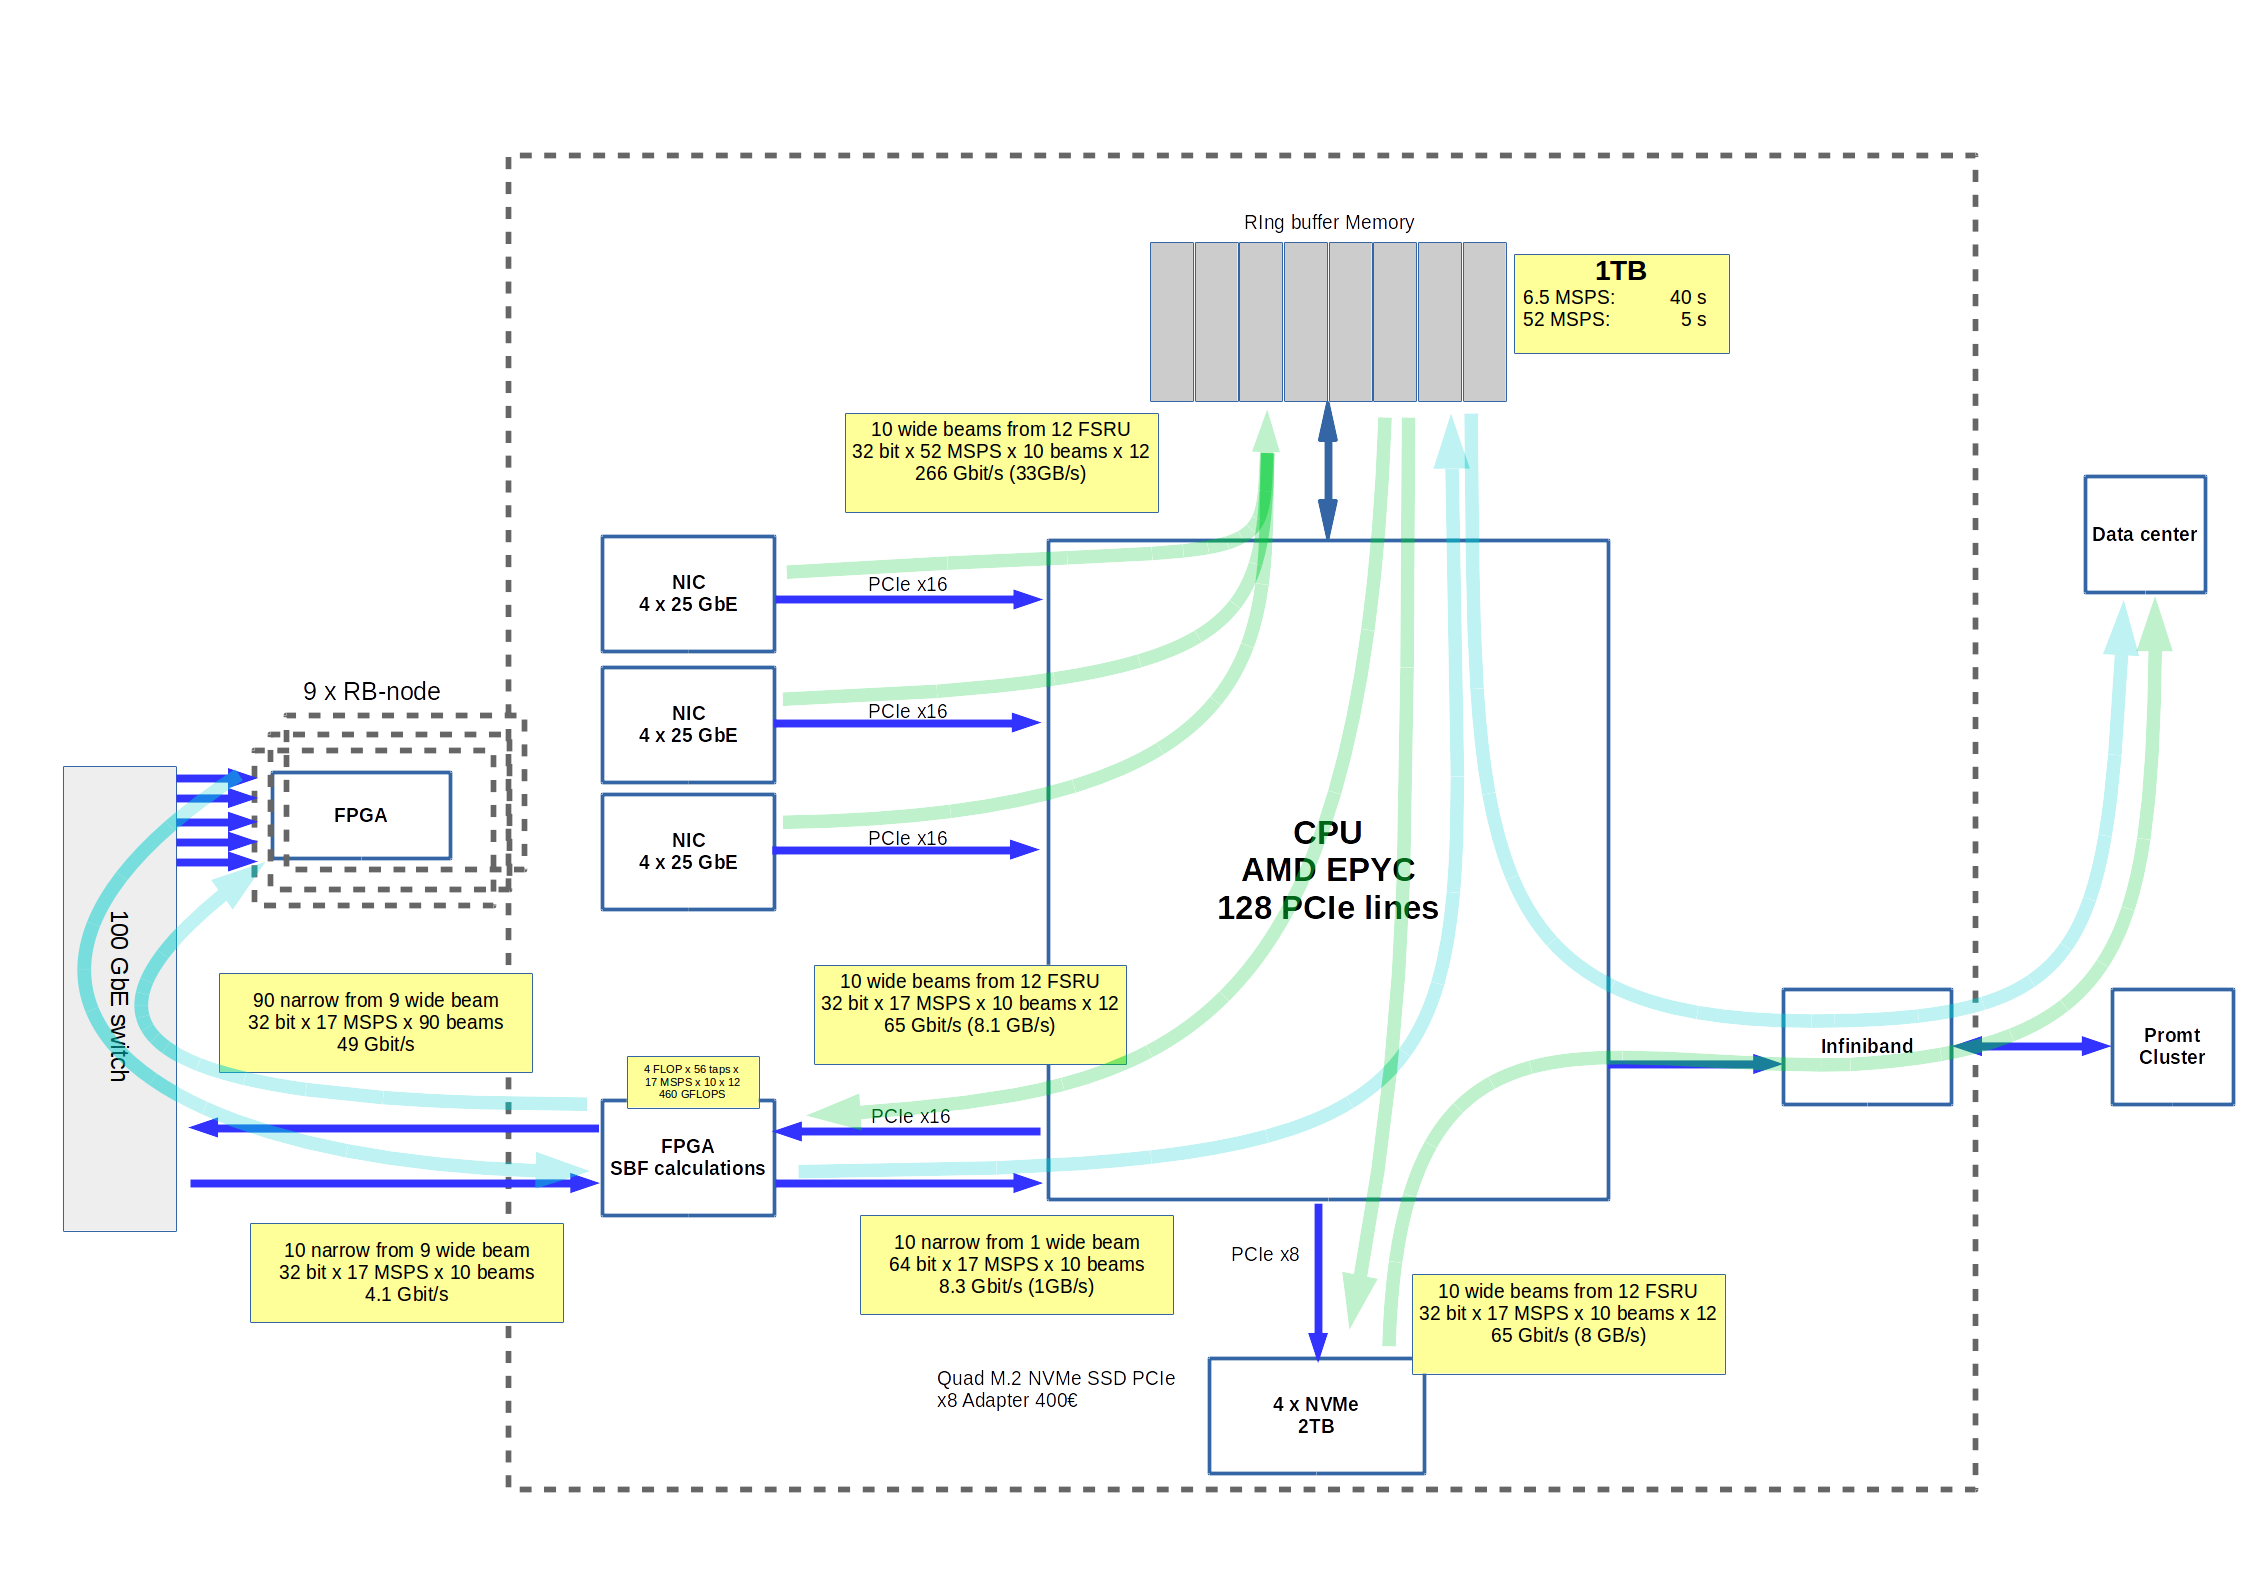 RIng buffer Memory
1TB
6.5 MSPS: 40 s
52 MSPS: 5 s
10 wide beams from 12 FSRU
32 bit x 52 MSPS x 10 beams x 12
266 Gbit/s (33GB/s)
NIC
4 x 25 GbE
PCIe x16
NIC
4 x 25 GbE
PCIe x16
NIC
4 x 25 GbE
PCIe x16
9 x RB-node
FPGA
100 GbE switch
CPU
AMD EPYC
128 PCIe lines
Data center
90 narrow from 9 wide beam
32 bit x 17 MSPS x 90 beams
49 Gbit/s
10 wide beams from 12 FSRU
32 bit x 17 MSPS x 10 beams x 12
65 Gbit/s (8.1 GB/s)
Infiniband
Promt
Cluster
4 FLOP x 56 taps x
17 MSPS x 10 x 12
460 GFLOPS
FPGA
SBF calculations
PCIe x16
10 narrow from 9 wide beam
32 bit x 17 MSPS x 10 beams
4.1 Gbit/s
10 narrow from 1 wide beam
64 bit x 17 MSPS x 10 beams
8.3 Gbit/s (1GB/s)
PCIe x8
10 wide beams from 12 FSRU
32 bit x 17 MSPS x 10 beams x 12
65 Gbit/s (8 GB/s)
Quad M.2 NVMe SSD PCIe
x8 Adapter 400€
4 x NVMe
2TB